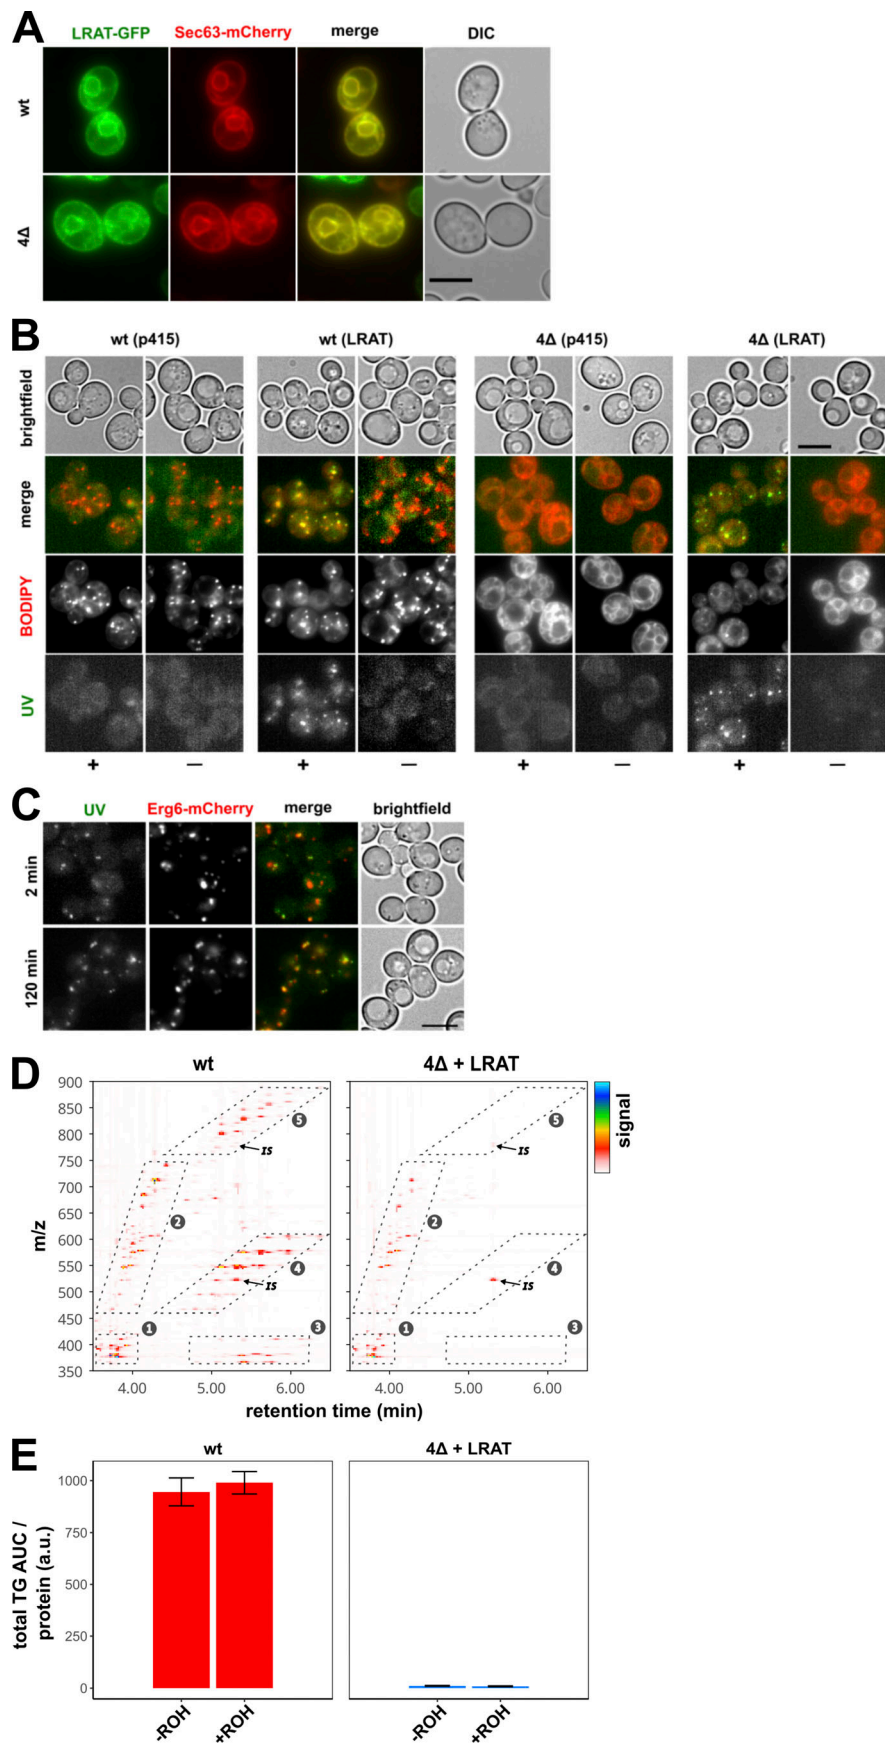 A
LRAT-GFP Sec63-mCherry merge DIC
wt
4Δ
B
wt (p415) wt (LRAT) 4Δ (p415) 4Δ (LRAT)
brightfield
merge
BODIPY
UV
+ — + — + — + —
C
UV Erg6-mCherry merge brightfield
2 min
120 min
D
wt 4Δ + LRAT
900
850
800
750
700
650
600
550
500
450
400
350
m/z
5
IS
2
4
IS
1
3
5
IS
2
4
IS
1
3
signal
4.00 5.00 6.00 4.00 5.00 6.00
retention time (min)
E
wt 4Δ + LRAT
total TG AUC /
protein (a.u.)
1000
750
500
250
0
-ROH +ROH -ROH +ROH